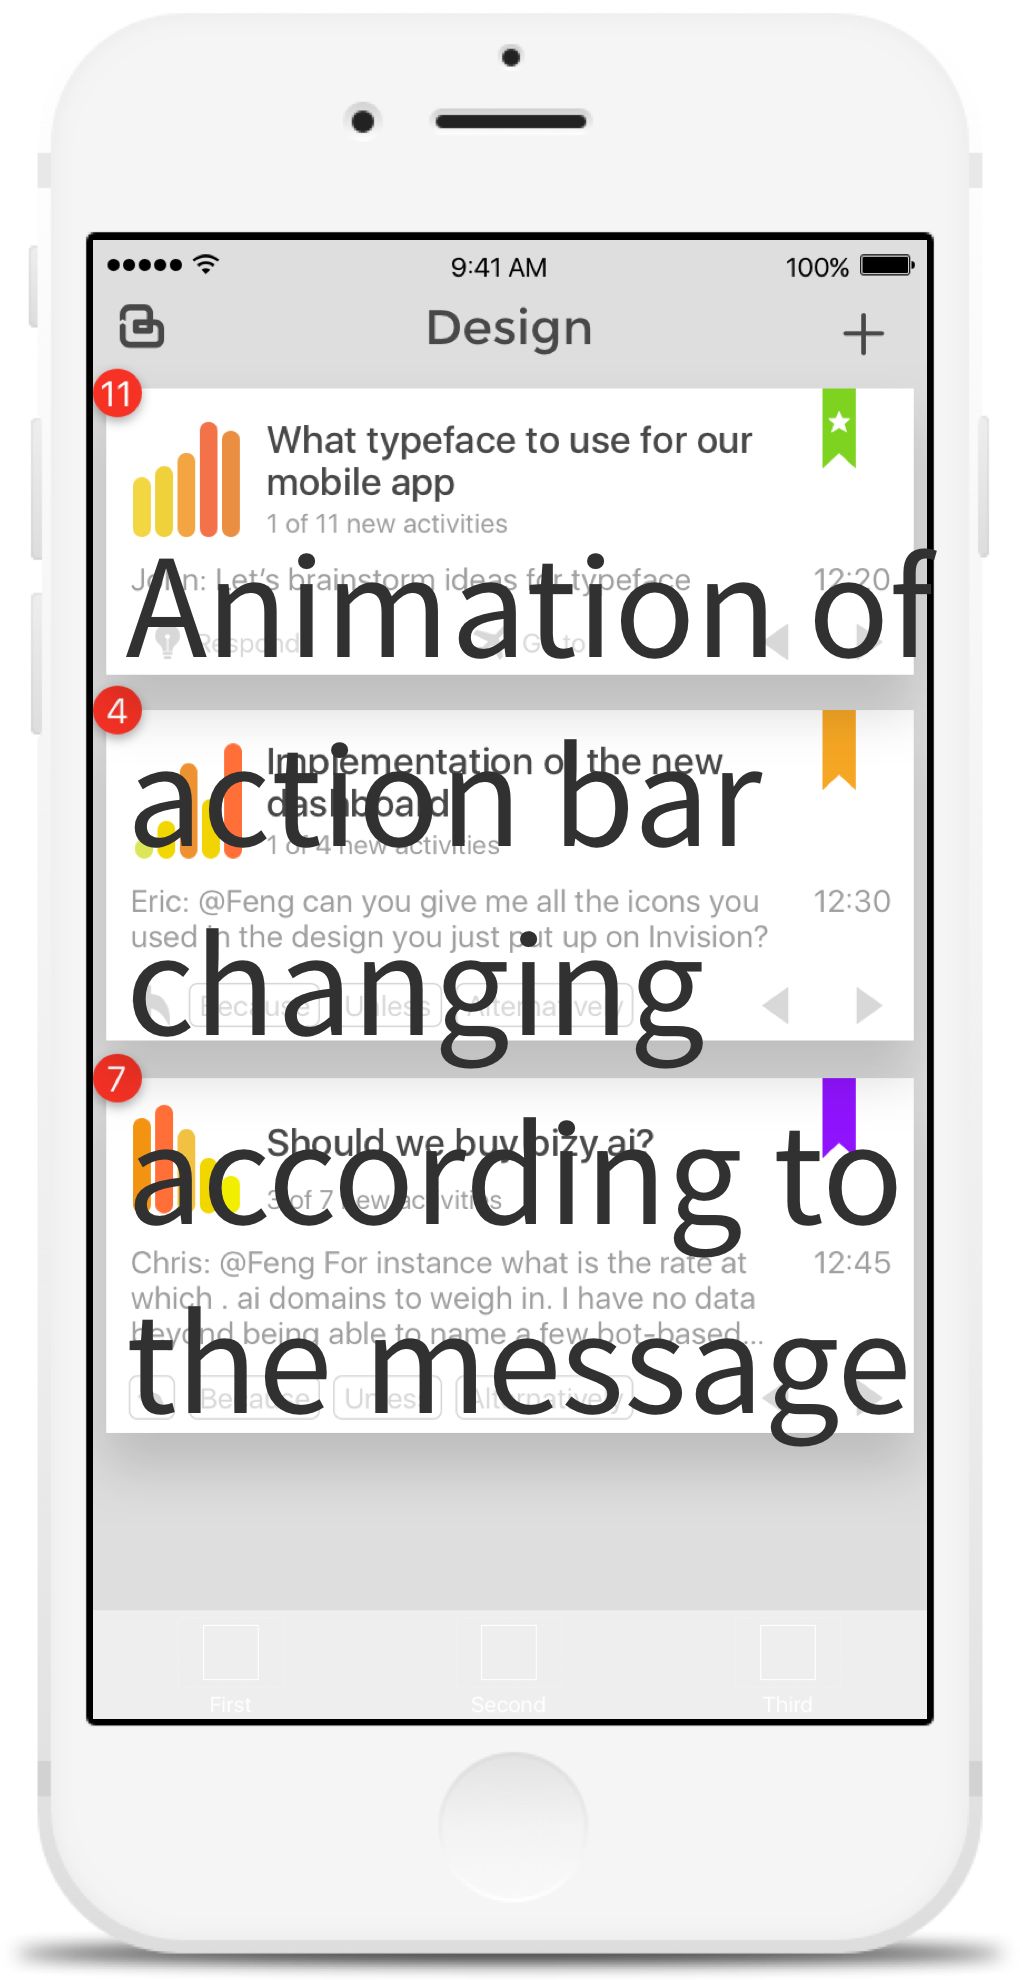 9:41 AM
100%
Design
11
What typeface to use for our
mobile app
1 of 11 new activities
John: Let's brainstorm ideas for typeface
12:20
Respond
Go to
Animation of
4
Implementation of the new
dashboard
1 of 4 new activities
action bar
Eric: @Feng can you give me all the icons you
used in the design you just put up on Invision?
12:30
changing
Because
Unless
Alternatively
7
Should we buy bizy.ai?
3 of 7 new activities
according to
Chris: @Feng For instance what is the rate at
which . ai domains to weigh in. I have no data
beyond being able to name a few bot-based...
12:45
the message
Because
Unless
Alternatively
First
Second
Third